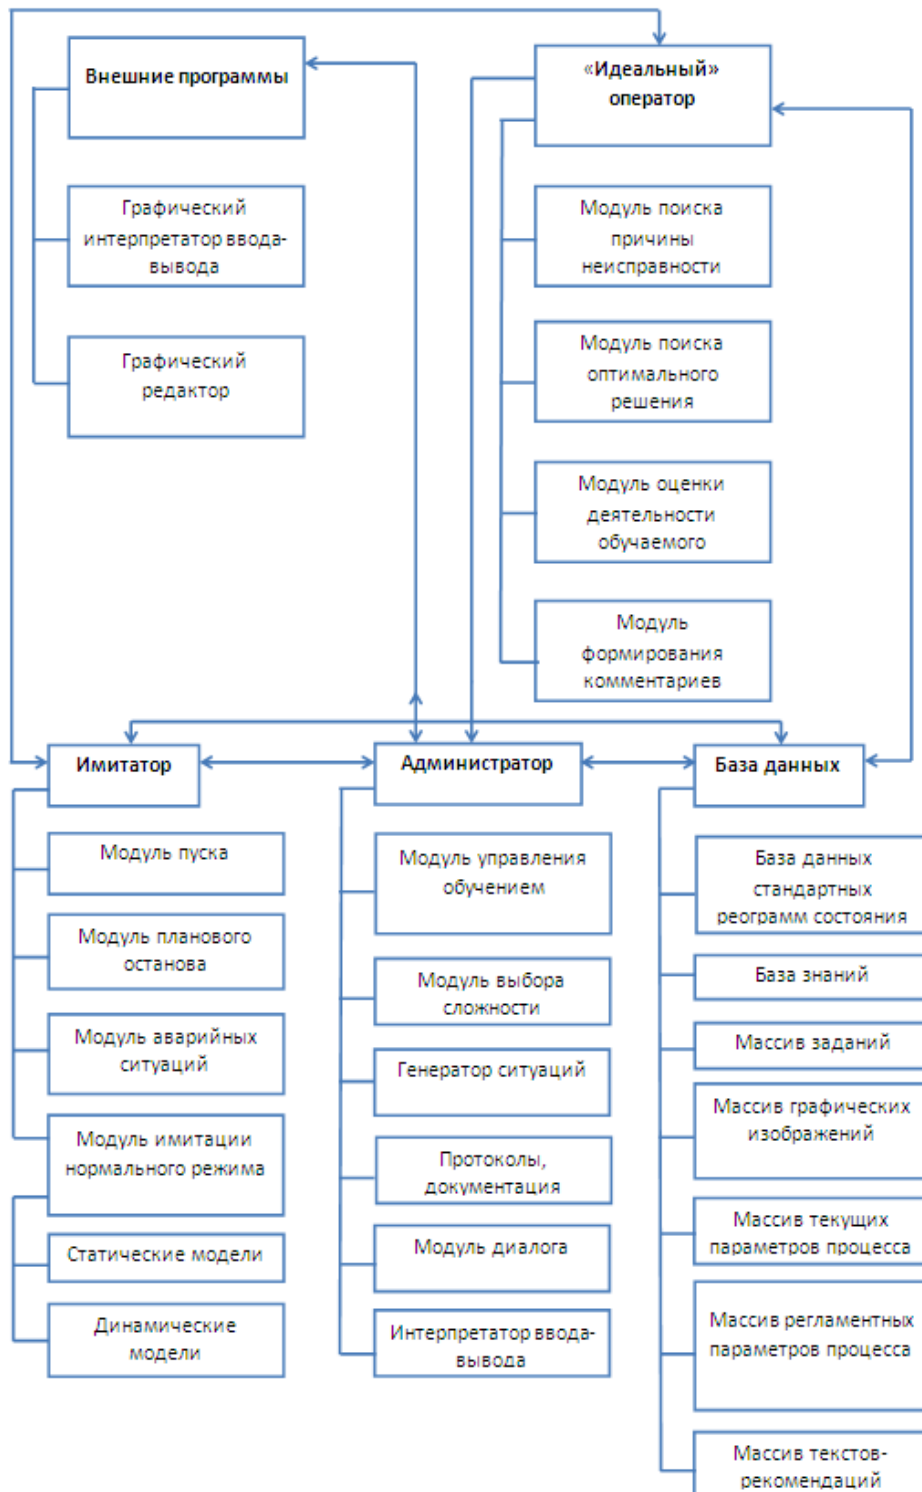 Внешние программы
Графический
интерпретатор ввода-
вывода
Графический
редактор
«Идеальный»
оператор
Модуль поиска
причины
неисправности
Модуль поиска
оптимального
решения
Модуль оценки
деятельности
обучаемого
Модуль
формирования
комментариев
Имитатор
Модуль пуска
Модуль планового
останова
Модуль аварийных
ситуаций
Модуль имитации
нормального режима
Статические модели
Динамические
модели
Администратор
Модуль управления
обучением
Модуль выбора
сложности
Генератор ситуаций
Протоколы,
документация
Модуль диалога
Интерпретатор ввода-
вывода
База данных
База данных
стандартных
реограмм состояния
База знаний
Массив заданий
Массив графических
изображений
Массив текущих
параметров процесса
Массив регламентных
параметров процесса
Массив текстов-
рекомендаций